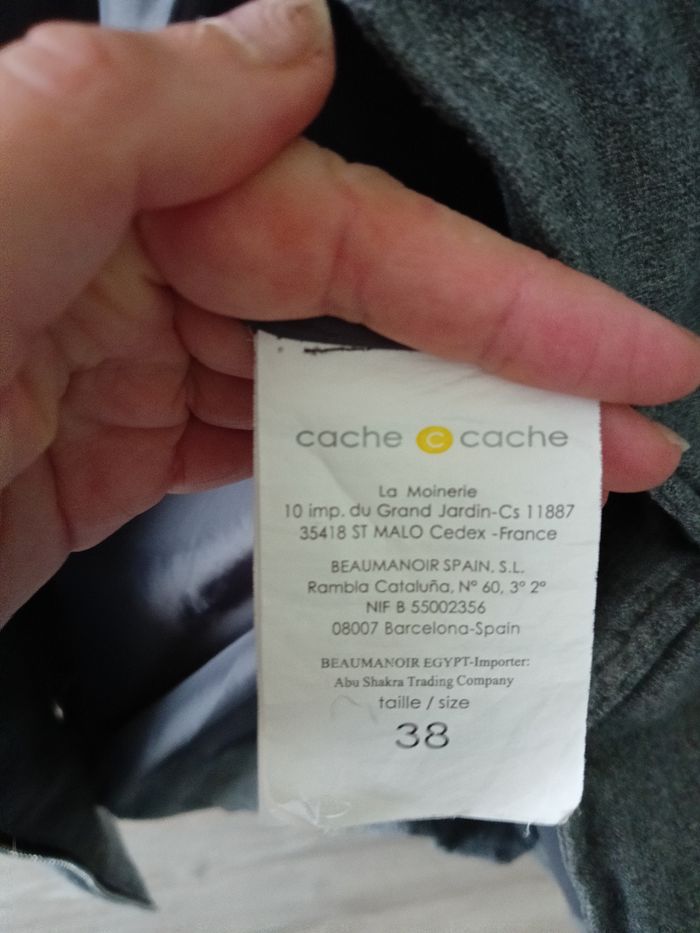 cache c cache
La Moinerie
10 imp. du Grand Jardin-Cs 11887
35418 ST MALO Cedex -France
BEAUMANOIR SPAIN. S.L.
Rambla Cataluña, Nº 60, 3º 2º
NIF B 55002356
08007 Barcelona-Spain
BEAUMANOIR EGYPT-Importer:
Abu Shakra Trading Company
taille / size
38